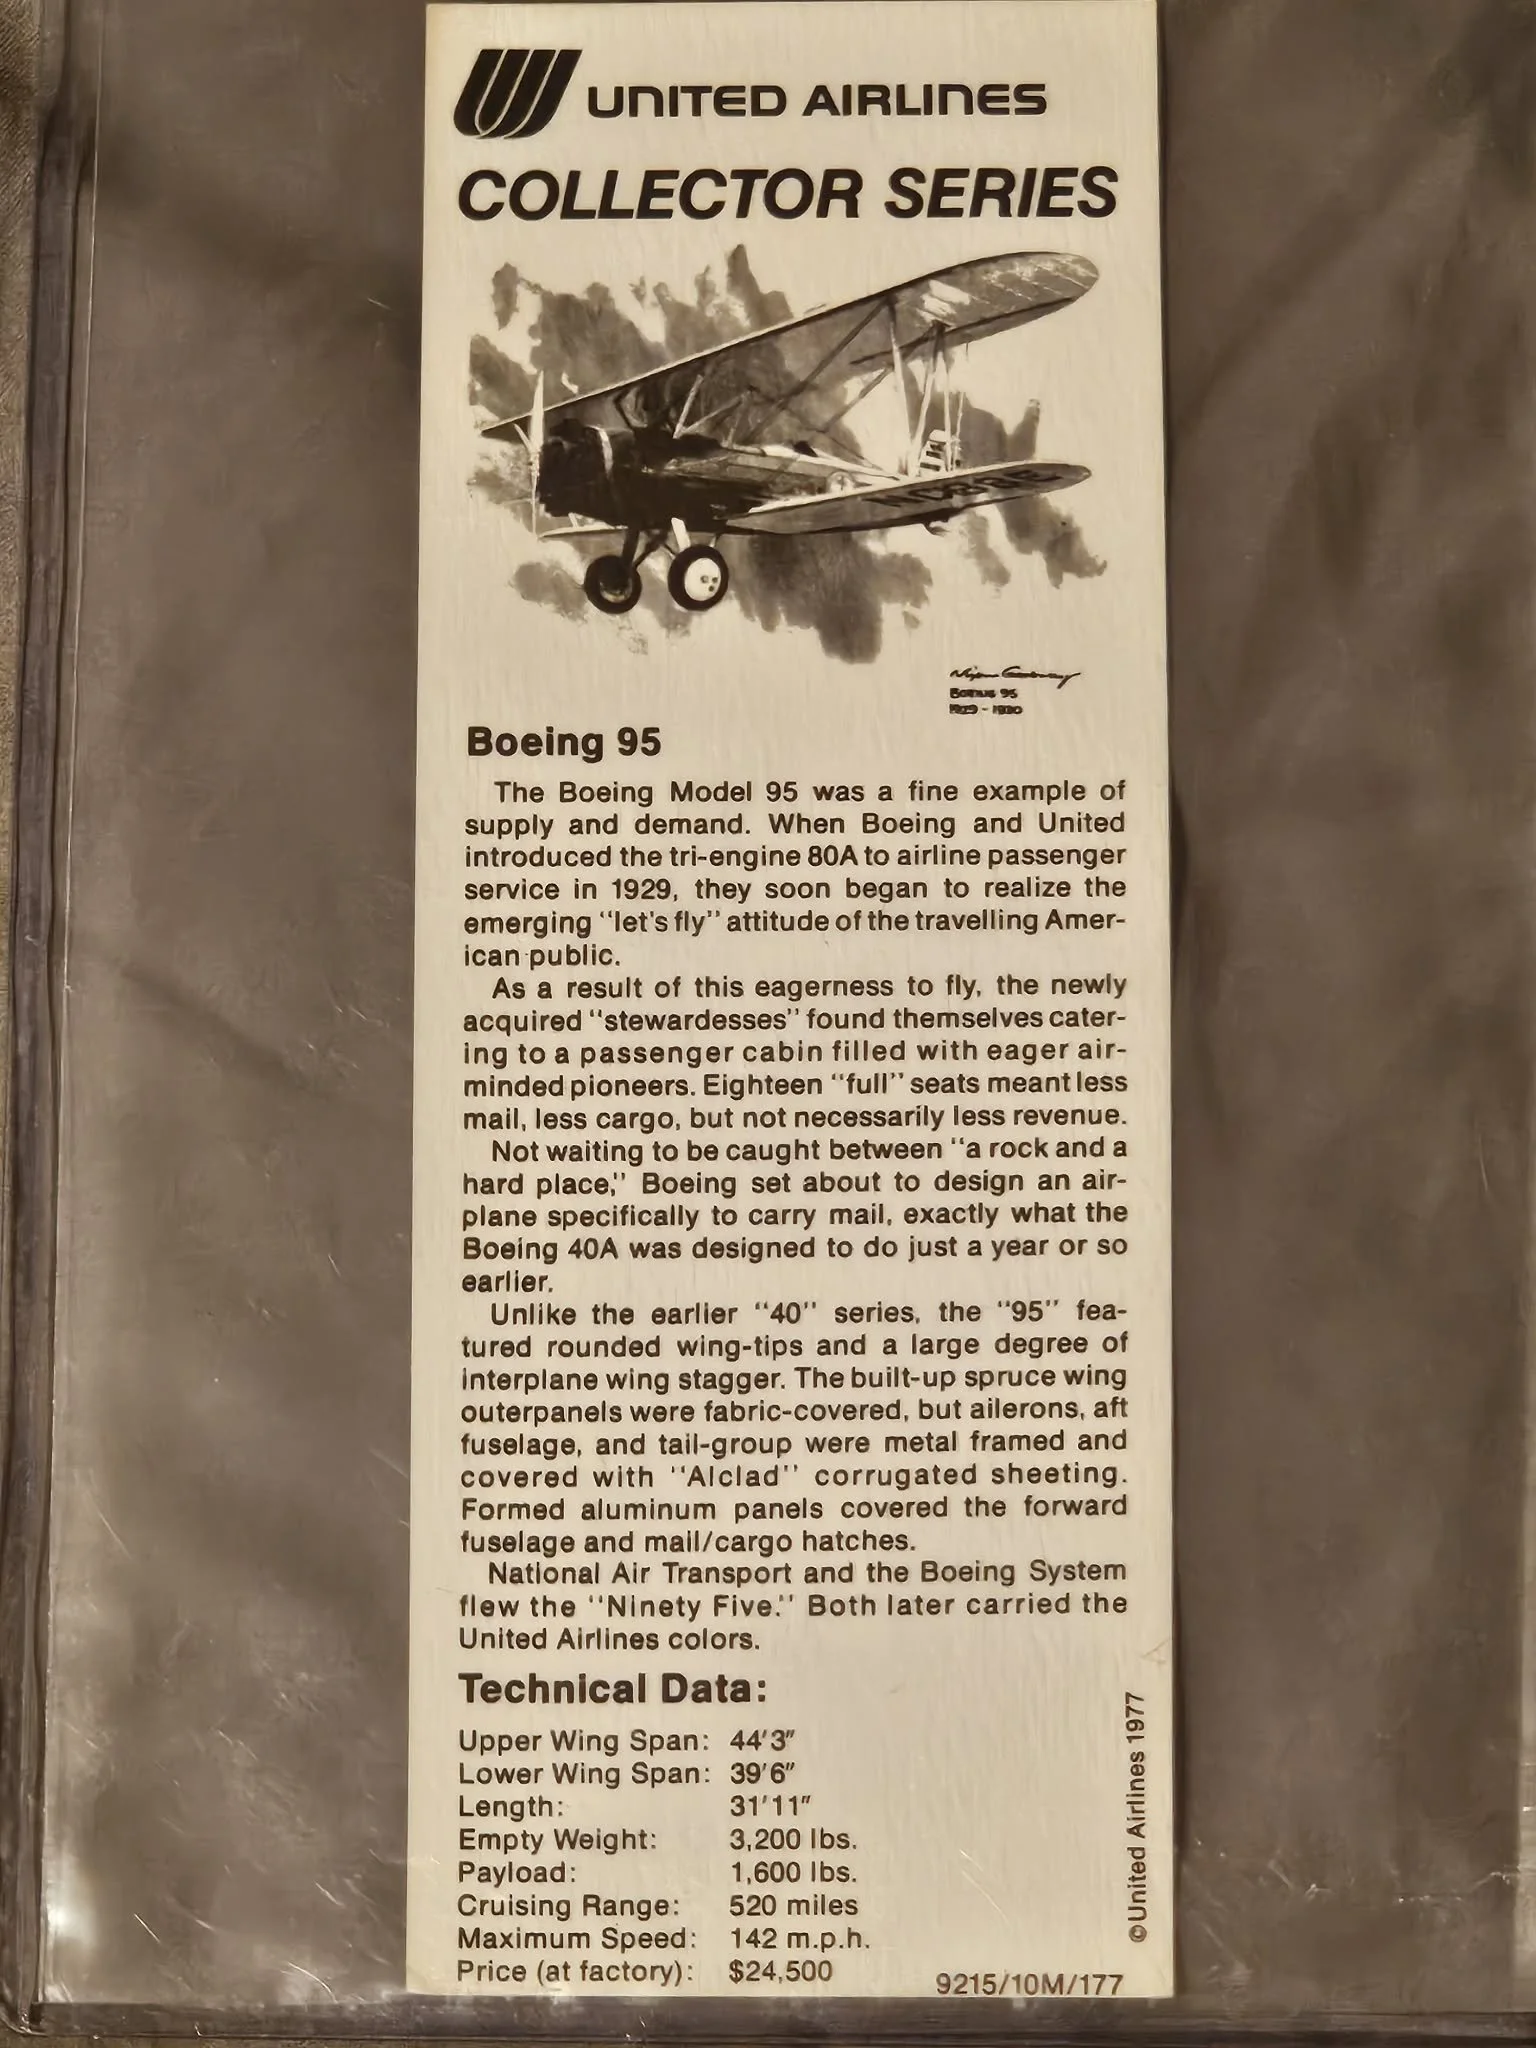 UNITED AIRLINES
COLLECTOR SERIES
NC88E
Boeing 95
1929 - 1930
Boeing 95
The Boeing Model 95 was a fine example of
supply and demand. When Boeing and United
introduced the tri-engine 80A to airline passenger
service in 1929, they soon began to realize the
emerging "let's fly" attitude of the travelling Amer-
ican public.
As a result of this eagerness to fly, the newly
acquired "stewardesses" found themselves cater-
ing to a passenger cabin filled with eager air-
minded pioneers. Eighteen "full" seats meant less
mail, less cargo, but not necessarily less revenue.
Not waiting to be caught between "a rock and a
hard place," Boeing set about to design an air-
plane specifically to carry mail, exactly what the
Boeing 40A was designed to do just a year or so
earlier.
Unlike the earlier "40" series, the "95" fea-
tured rounded wing-tips and a large degree of
interplane wing stagger. The built-up spruce wing
outerpanels were fabric-covered, but ailerons, aft
fuselage, and tail-group were metal framed and
covered with "Alclad" corrugated sheeting.
Formed aluminum panels covered the forward
fuselage and mail/cargo hatches.
National Air Transport and the Boeing System
flew the "Ninety Five." Both later carried the
United Airlines colors.
Technical Data:
Upper Wing Span: 44'3"
Lower Wing Span: 39'6"
Length: 31'11"
Empty Weight: 3,200 lbs.
Payload: 1,600 lbs.
Cruising Range: 520 miles
Maximum Speed: 142 m.p.h.
Price (at factory): $24,500
9215/10M/177
©United Airlines 1977